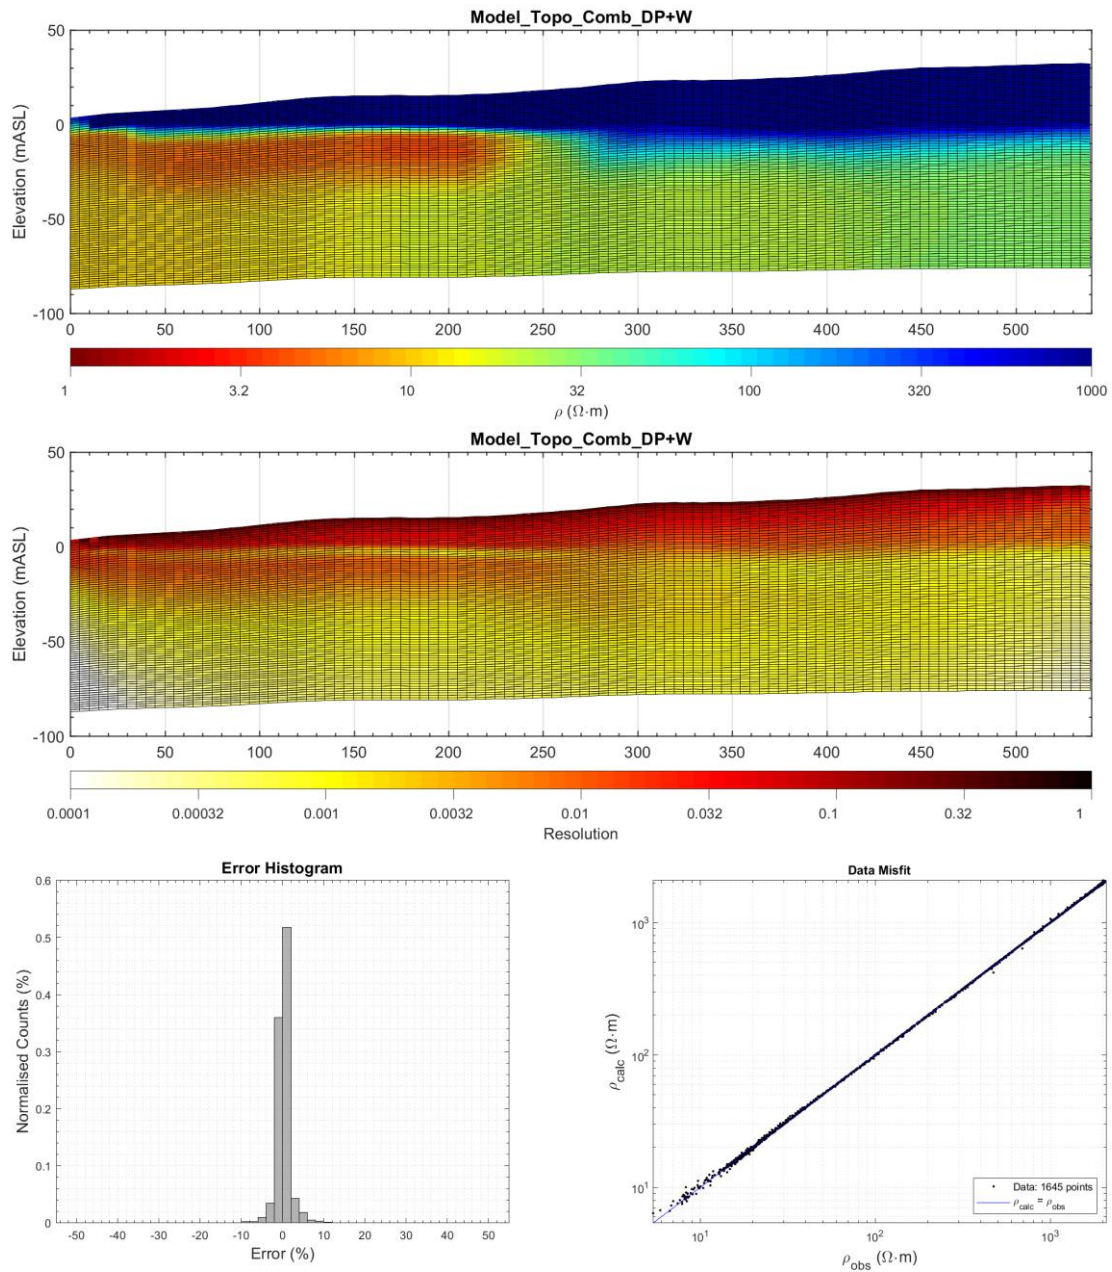 Model_Topo_Comb_DP+W
50
0
-50
-100
Elevation (mASL)
0 50 100 150 200 250 300 350 400 450 500
1 3.2 10 32 100 320 1000
ρ (Ω·m)
Model_Topo_Comb_DP+W
50
0
-50
-100
Elevation (mASL)
0 50 100 150 200 250 300 350 400 450 500
0.0001 0.00032 0.001 0.0032 0.01 0.032 0.1 0.32 1
Resolution
Error Histogram
0.6
0.5
0.4
0.3
0.2
0.1
0
Normalised Counts (%)
-50 -40 -30 -20 -10 0 10 20 30 40 50
Error (%)
Data Misfit
10³
10²
10¹
ρcalc (Ω·m)
Data: 1645 points
ρcalc = ρobs
10¹ 10² 10³
ρobs (Ω·m)